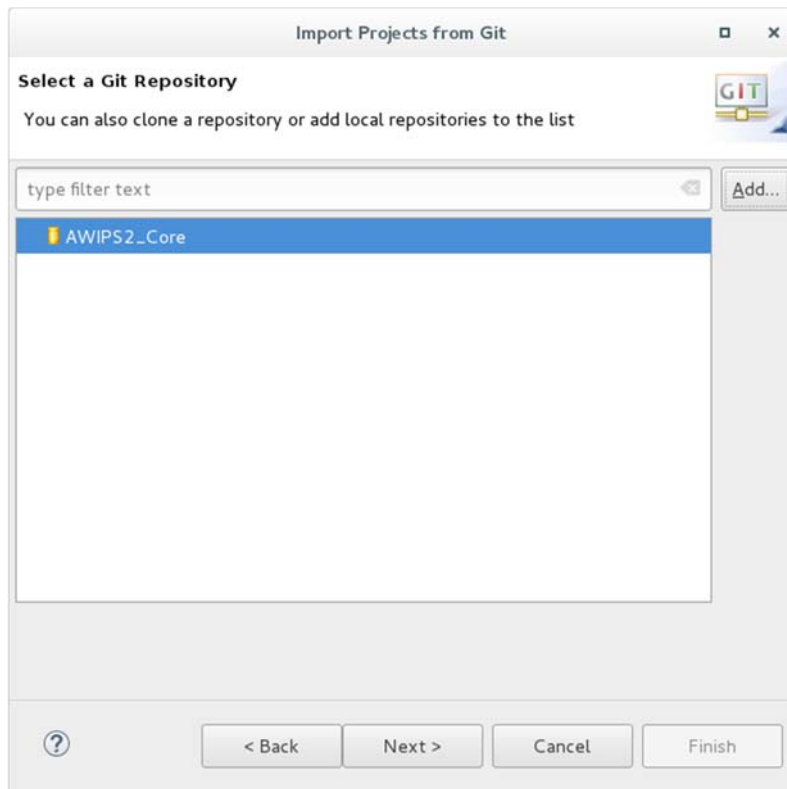 Import Projects from Git
Select a Git Repository
GIT
You can also clone a repository or add local repositories to the list
type filter text
Add...
AWIPS2_Core
?
< Back
Next >
Cancel
Finish